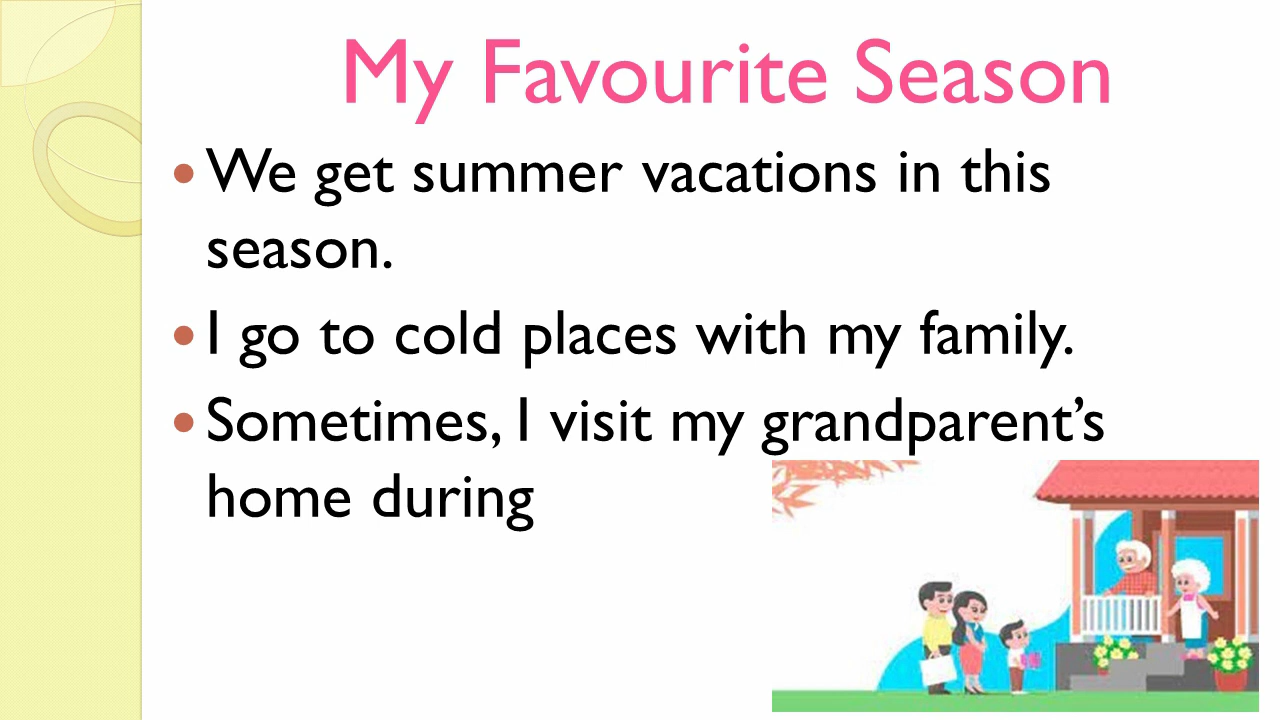 My Favourite Season
• We get summer vacations in this
season.
• I go to cold places with my family.
• Sometimes, I visit my grandparent’s
home during